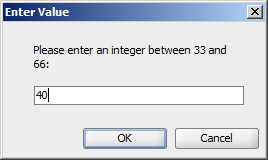 Enter Value
Please enter an integer between 33 and
66:
40
OK Cancel